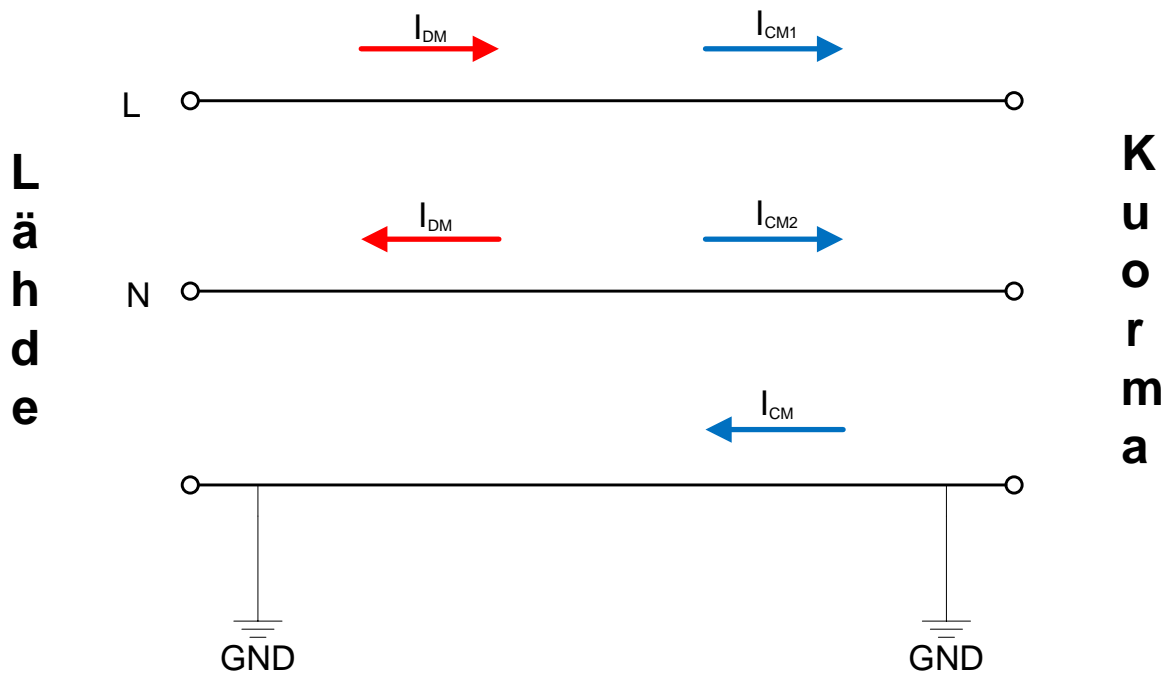 I_DM I_CM1
L
Lähde
Kuorma
I_DM I_CM2
N
I_CM
GND GND